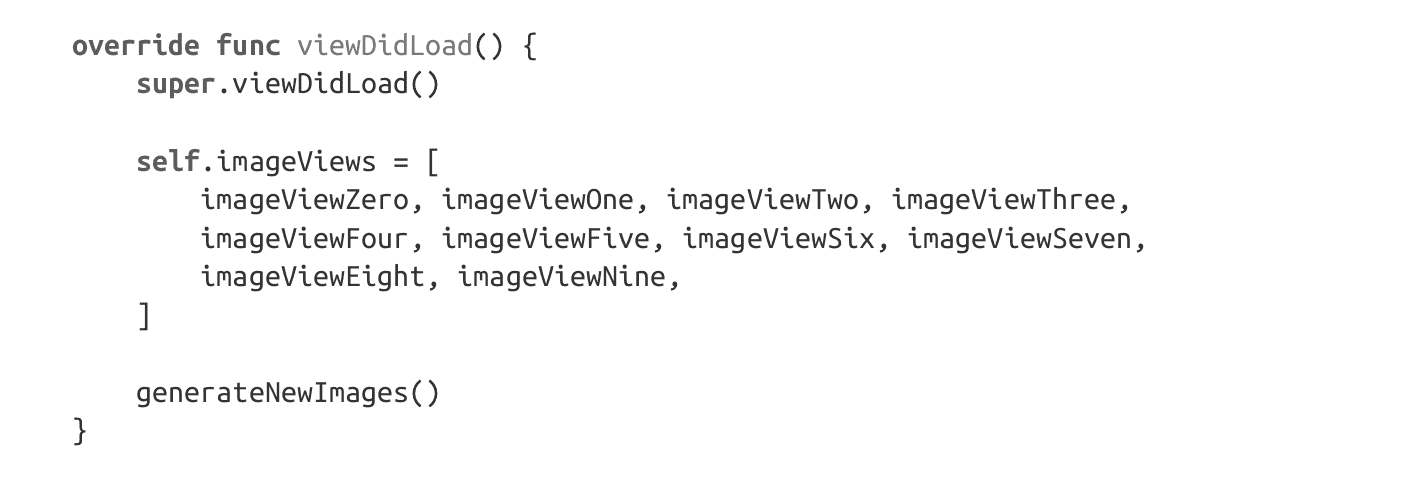 override func viewDidLoad() {
    super.viewDidLoad()

    self.imageViews = [
        imageViewZero, imageViewOne, imageViewTwo, imageViewThree,
        imageViewFour, imageViewFive, imageViewSix, imageViewSeven,
        imageViewEight, imageViewNine,
    ]

    generateNewImages()
}